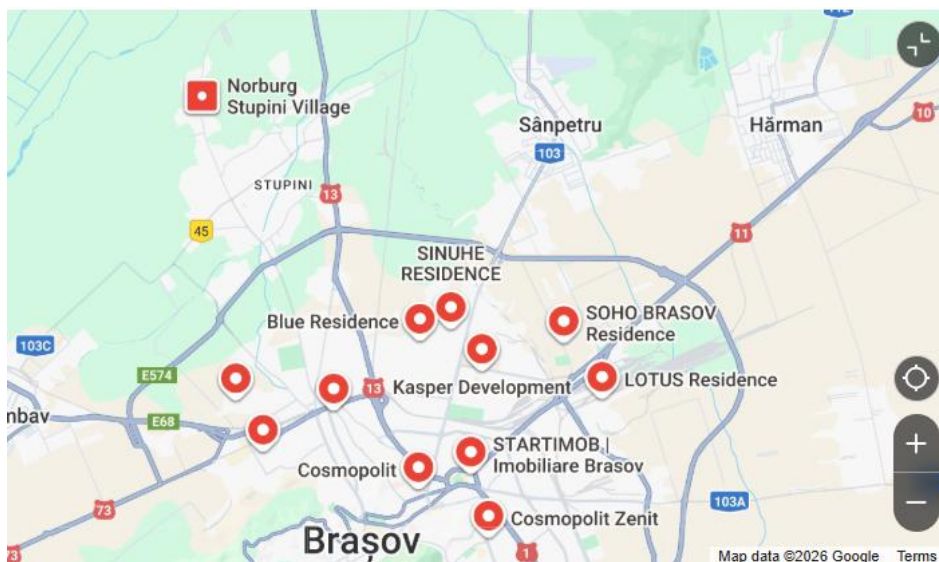 112
Norburg
Stupini Village
10
Sânpetru
Hărman
103
STUPINI
13
45
11
SINUHE
RESIDENCE
Blue Residence
SOHO BRASOV
Residence
103C
E574
13
Kasper Development
LOTUS Residence
nbav
E68
STARTIMOB |
Imobiliare Brasov
Cosmopolit
73
103A
Cosmopolit Zenit
Brașov
1
73
Map data ©2026 Google
Terms